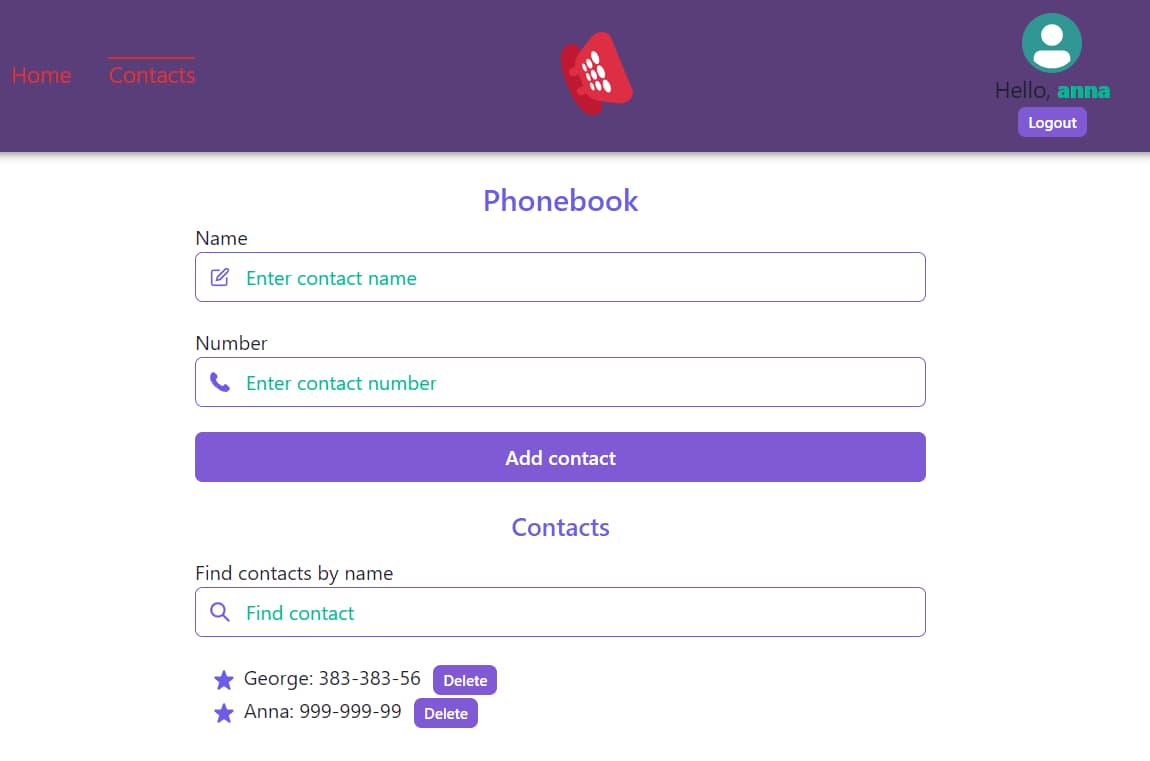 Home Contacts
Hello, anna
Logout
Phonebook
Name
Enter contact name
Number
Enter contact number
Add contact
Contacts
Find contacts by name
Find contact
George: 383-383-56 Delete
Anna: 999-999-99 Delete